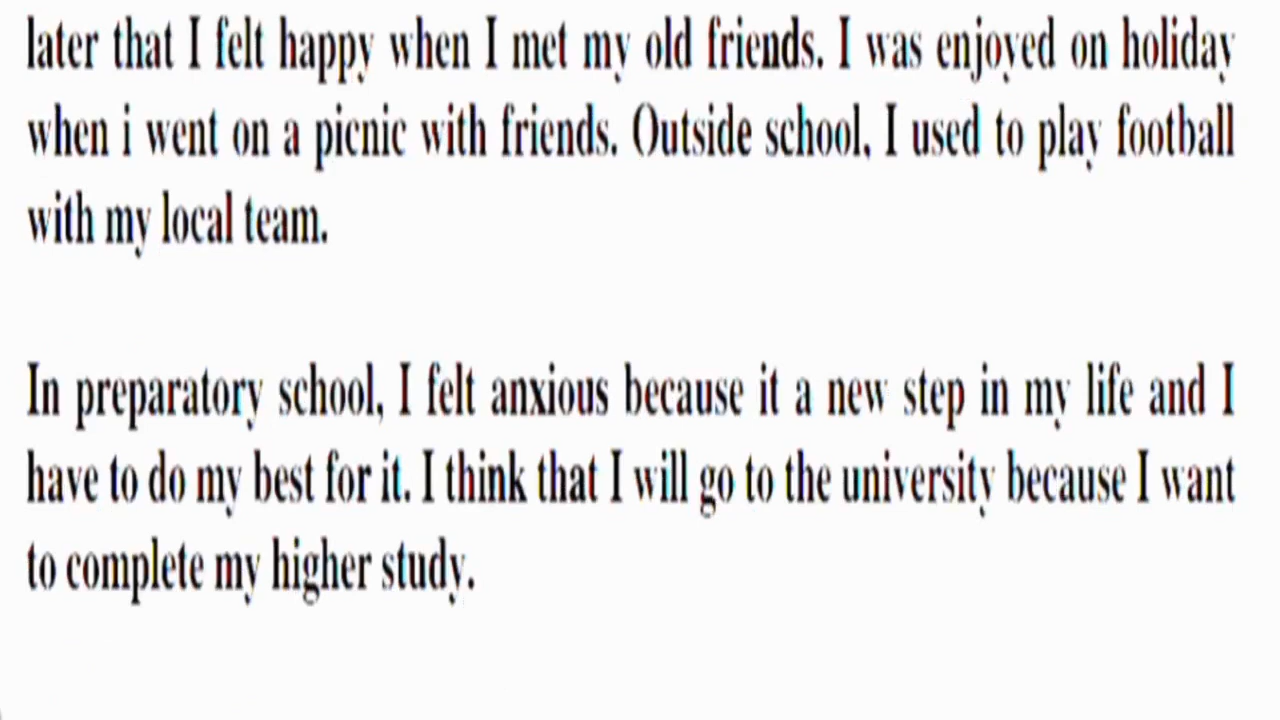 later that I felt happy when I met my old friends. I was enjoyed on holiday
when i went on a picnic with friends. Outside school, I used to play football
with my local team.
In preparatory school, I felt anxious because it a new step in my life and I
have to do my best for it. I think that I will go to the university because I want
to complete my higher study.